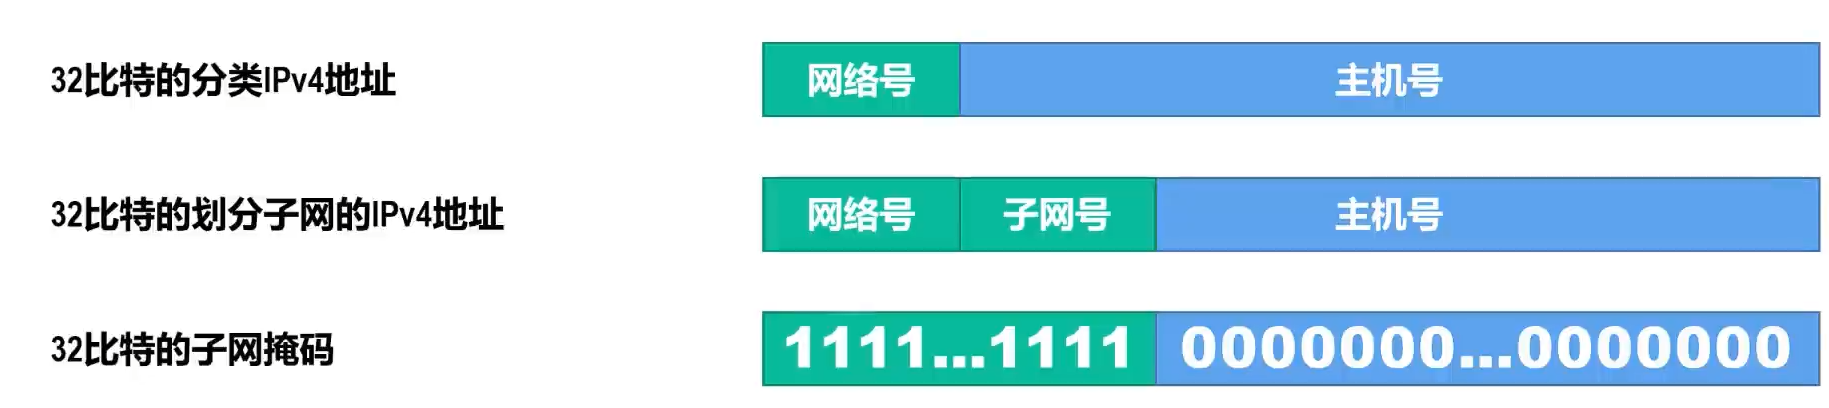 32比特的分类IPv4地址 网络号 主机号
32比特的划分子网的IPv4地址 网络号 子网号 主机号
32比特的子网掩码 1111...1111 0000000...0000000